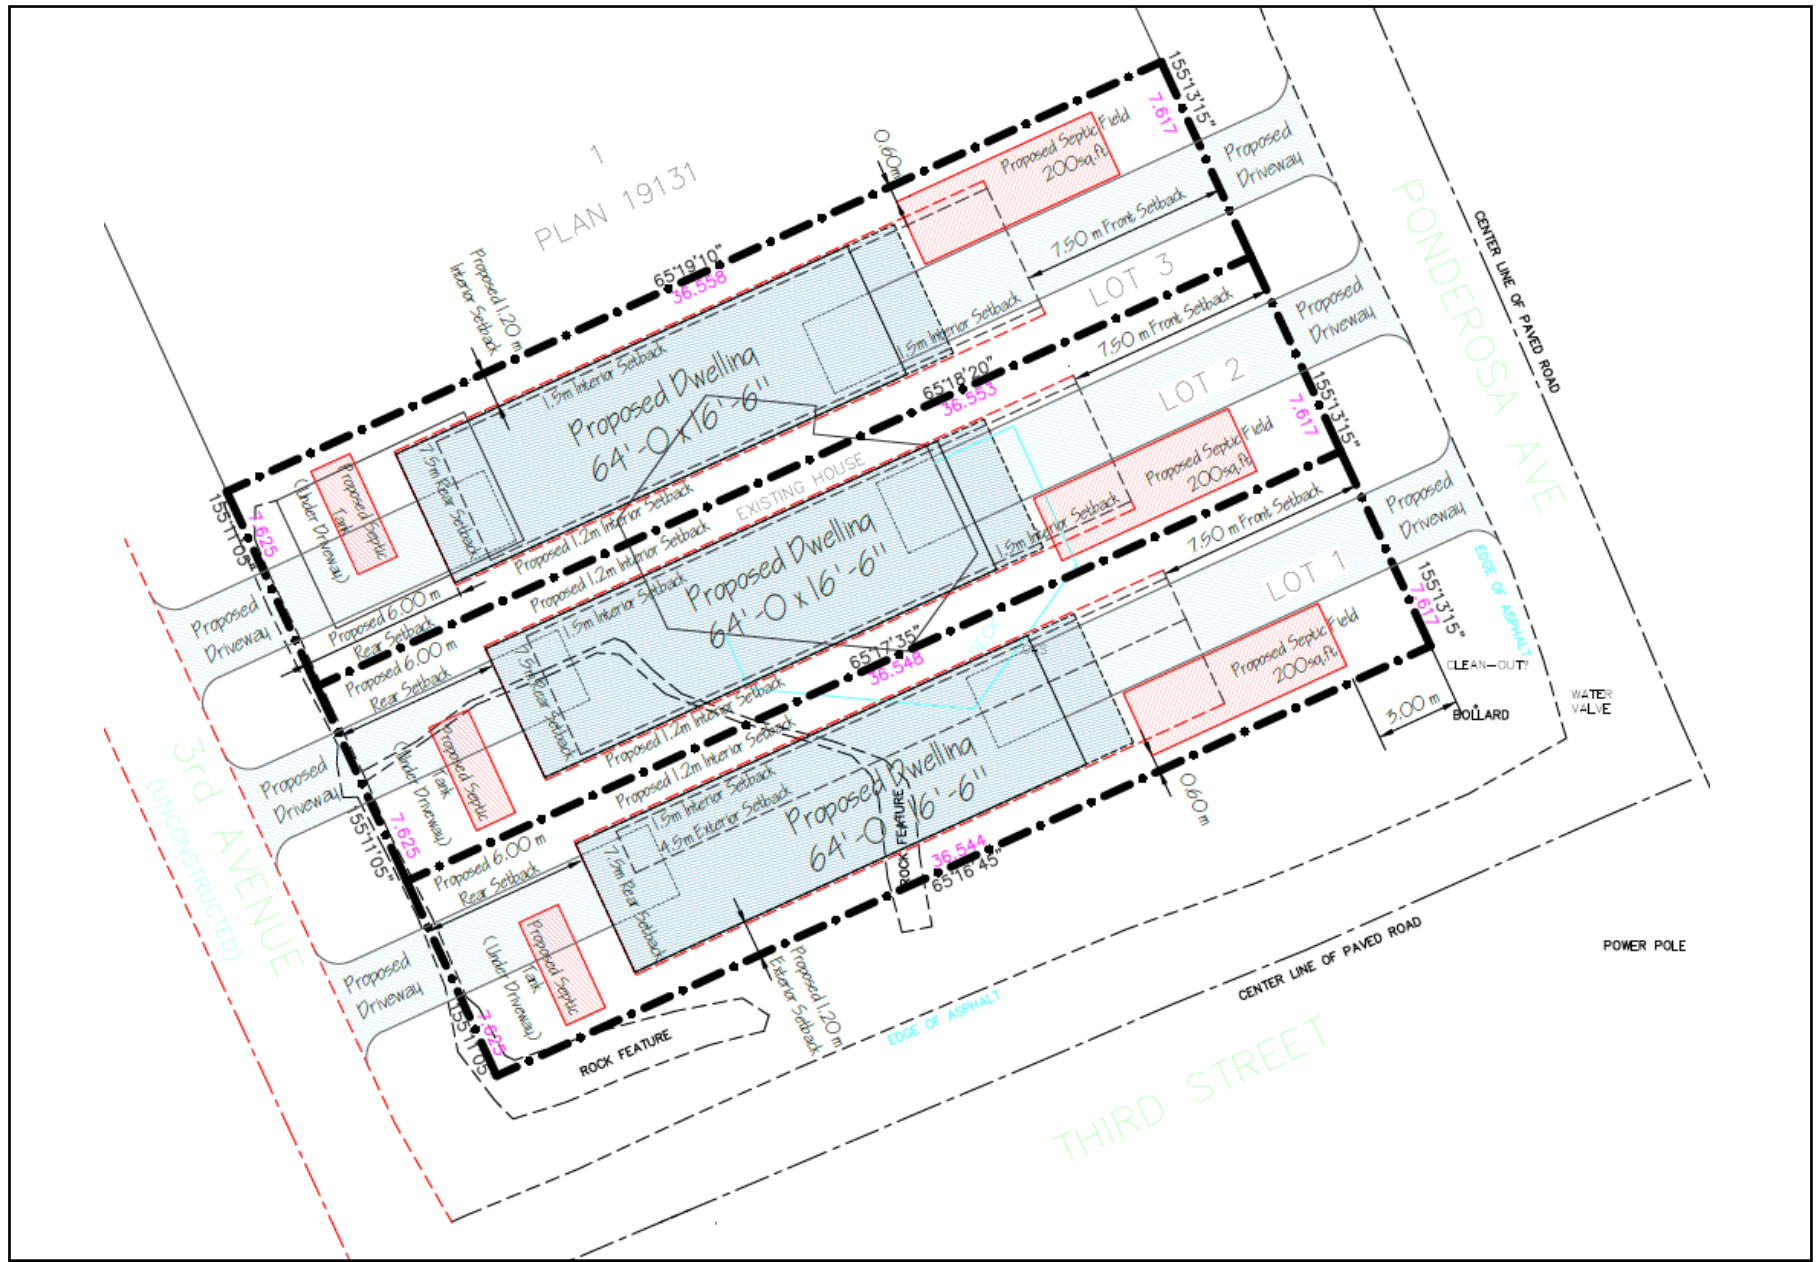 1
PLAN 19131
65°19'10"
36.558
155°13'15"
7.617
0.60m
Proposed Septic Field
200sq.ft
Proposed
Driveway
7.50 m Front Setback
LOT 3
Proposed 1.20 m
Interior Setback
1.5m Interior Setback
Proposed Dwelling
64'-0 x 16'-6"
7.5m Rear Setback
1.5m Interior Setback
Proposed Septic
Tank
(Under Driveway)
155°11'05"
7.625
Proposed
Driveway
Proposed 6.00 m
Rear Setback
Proposed 1.2m Interior Setback
65°18'20"
36.553
EXISTING HOUSE
Proposed 1.2m Interior Setback
7.50 m Front Setback
Proposed
Driveway
LOT 2
155°13'15"
7.617
Proposed Septic Field
200sq.ft
1.5m Interior Setback
1.5m Interior Setback
Proposed Dwelling
64'-0 x 16'-6"
7.5m Rear Setback
Proposed 6.00 m
Rear Setback
Proposed
Driveway
Proposed Septic
Tank
(Under Driveway)
155°11'05"
7.625
Proposed 1.2m Interior Setback
65°17'35"
36.548
Proposed 1.2m Interior Setback
7.50 m Front Setback
Proposed
Driveway
LOT 1
155°13'15"
7.617
Proposed Septic Field
200sq.ft
1.5m Interior Setback
4.5m Exterior Setback
Proposed Dwelling
64'-0 16'-6"
7.5m Rear Setback
Proposed 6.00 m
Rear Setback
Proposed
Driveway
Proposed Septic
Tank
(Under Driveway)
155°11'05"
7.625
ROCK FEATURE
36.544
65°16'45"
0.60m
3.00 m
Proposed 1.20 m
Exterior Setback
ROCK FEATURE
CLEAN-OUT?
BOLLARD
WATER
VALVE
POWER POLE
EDGE OF ASPHALT
EDGE OF ASPHALT
CENTER LINE OF PAVED ROAD
CENTER LINE OF PAVED ROAD
PONDEROSA AVE
THIRD STREET
3rd AVENUE
(UNCONSTRUCTED)